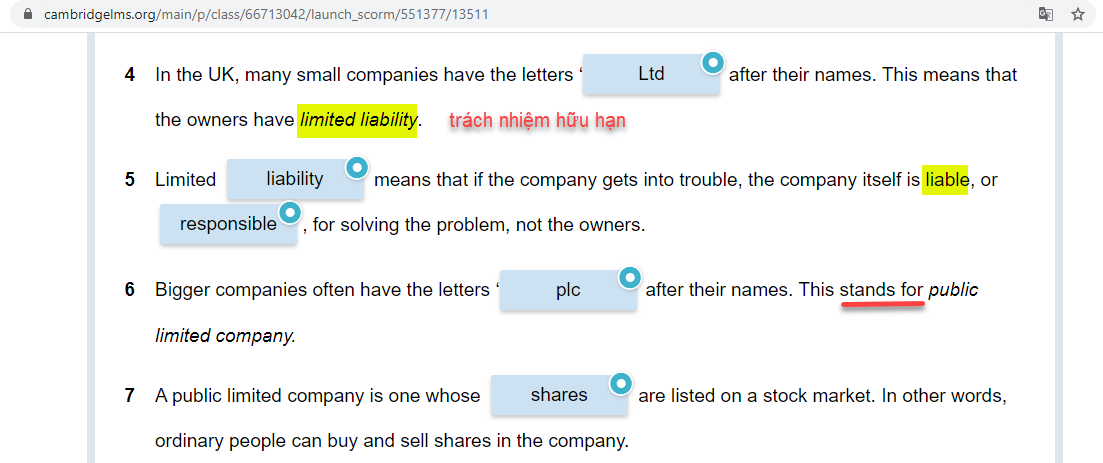 cambridgelms.org/main/p/class/66713042/launch_scorm/551377/13511
4 In the UK, many small companies have the letters ‘ Ltd after their names. This means that
the owners have limited liability. trách nhiệm hữu hạn
5 Limited liability means that if the company gets into trouble, the company itself is liable, or
responsible , for solving the problem, not the owners.
6 Bigger companies often have the letters ‘ plc after their names. This stands for public
limited company.
7 A public limited company is one whose shares are listed on a stock market. In other words,
ordinary people can buy and sell shares in the company.